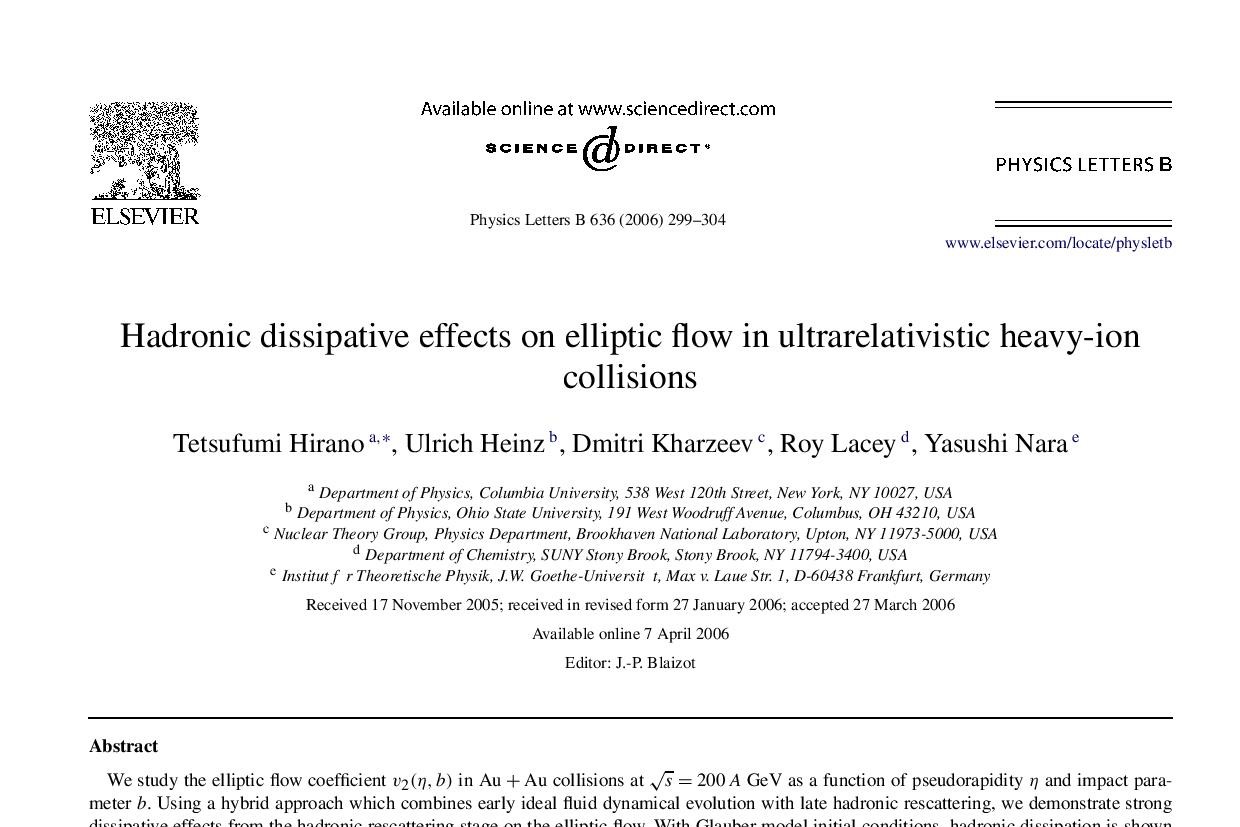 Available online at www.sciencedirect.com
SCIENCE @ DIRECT®
ELSEVIER
PHYSICS LETTERS B
Physics Letters B 636 (2006) 299–304
www.elsevier.com/locate/physletb
Hadronic dissipative effects on elliptic flow in ultrarelativistic heavy-ion
collisions
Tetsufumi Hirano a,*, Ulrich Heinz b, Dmitri Kharzeev c, Roy Lacey d, Yasushi Nara e
a Department of Physics, Columbia University, 538 West 120th Street, New York, NY 10027, USA
b Department of Physics, Ohio State University, 191 West Woodruff Avenue, Columbus, OH 43210, USA
c Nuclear Theory Group, Physics Department, Brookhaven National Laboratory, Upton, NY 11973-5000, USA
d Department of Chemistry, SUNY Stony Brook, Stony Brook, NY 11794-3400, USA
e Institut f r Theoretische Physik, J.W. Goethe-Universit t, Max v. Laue Str. 1, D-60438 Frankfurt, Germany
Received 17 November 2005; received in revised form 27 January 2006; accepted 27 March 2006
Available online 7 April 2006
Editor: J.-P. Blaizot
Abstract
We study the elliptic flow coefficient v2(η, b) in Au + Au collisions at √s = 200 A GeV as a function of pseudorapidity η and impact para-
meter b. Using a hybrid approach which combines early ideal fluid dynamical evolution with late hadronic rescattering, we demonstrate strong
dissipative effects from the hadronic rescattering stage on the elliptic flow. With Glauber model initial conditions, hadronic dissipation is shown